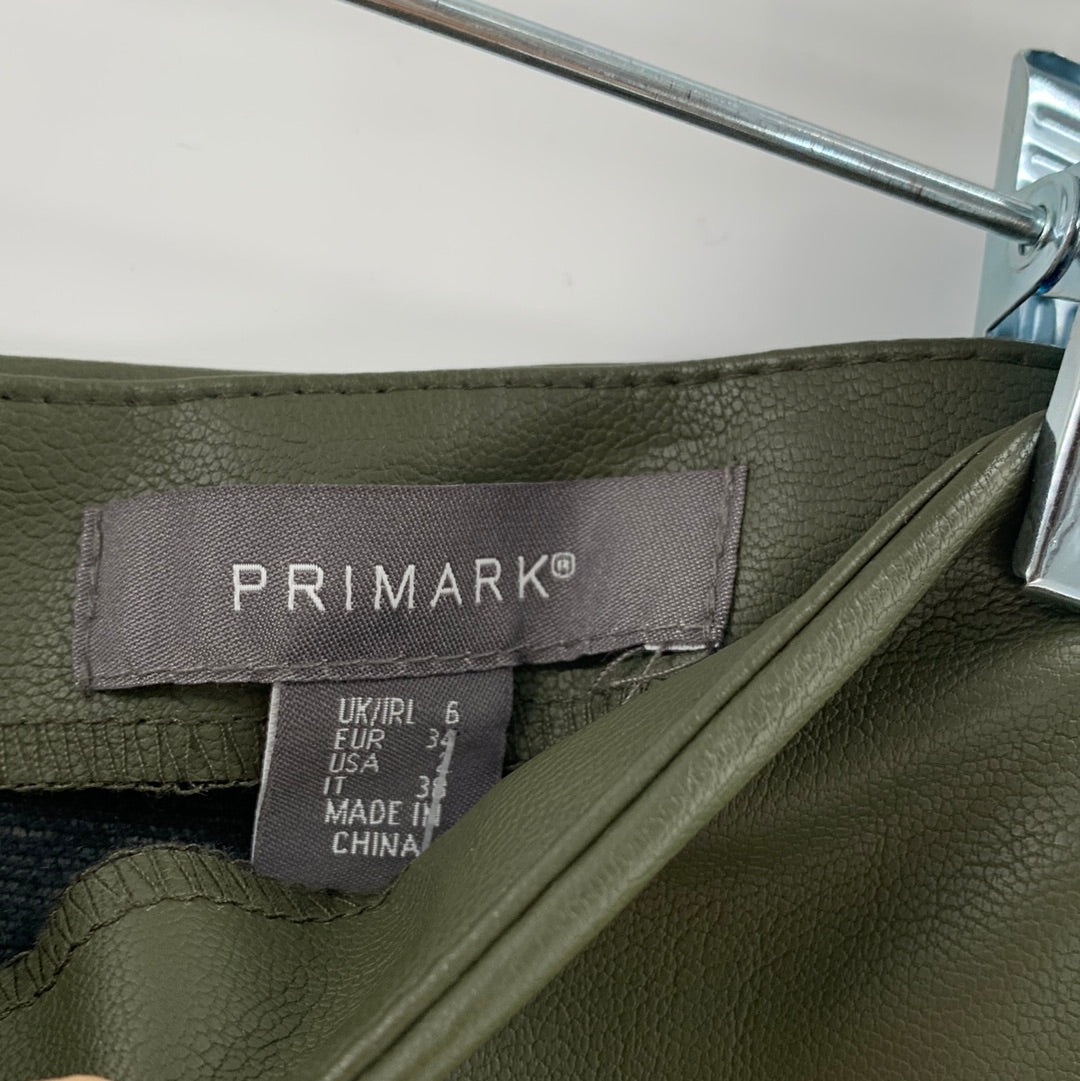 PRIMARK®
UK/IRL 6
EUR 34
USA
IT
MADE IN
CHINA